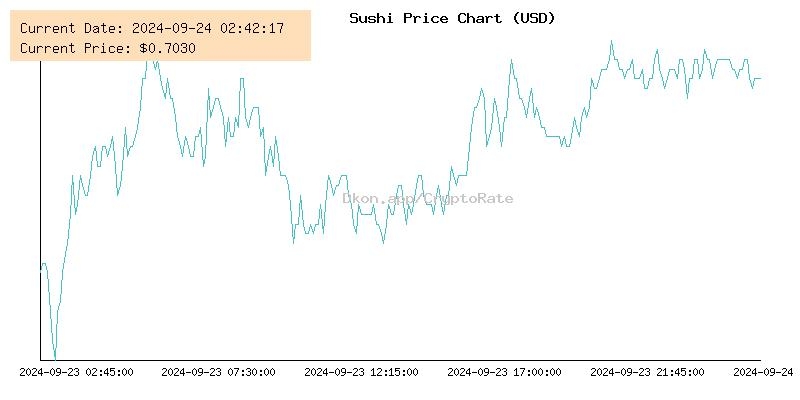 Sushi Price Chart (USD)
Current Date: 2024-09-24 02:42:17
Current Price: $0.7030
Dkon.app/CryptoRate
2024-09-23 02:45:00 2024-09-23 07:30:00 2024-09-23 12:15:00 2024-09-23 17:00:00 2024-09-23 21:45:00 2024-09-24